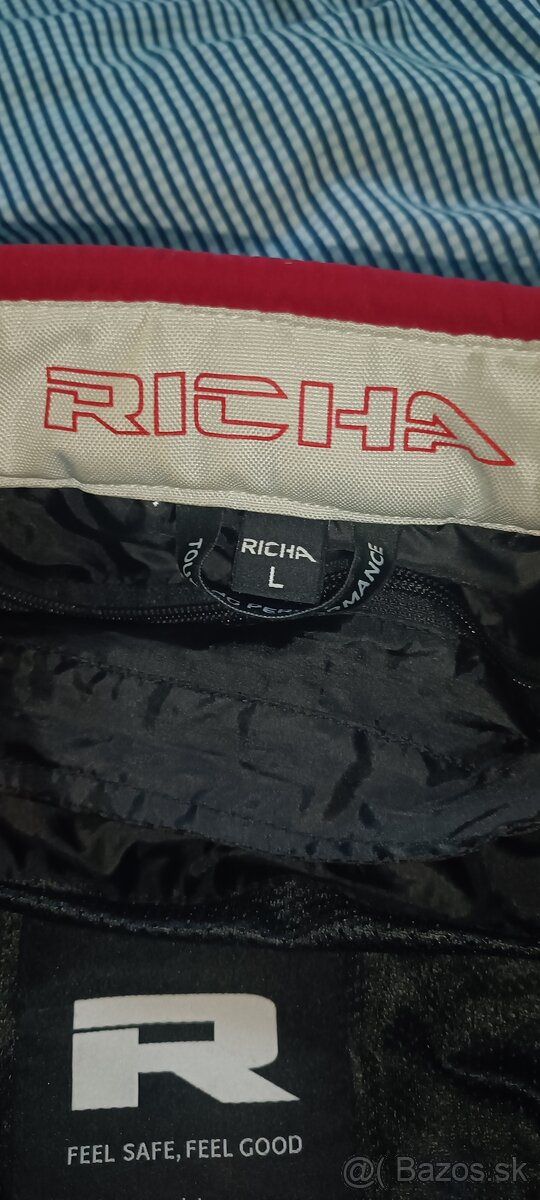 RICHA
RICHA
L
PERFORMANCE
R
FEEL SAFE, FEEL GOOD
@( Bazos.sk